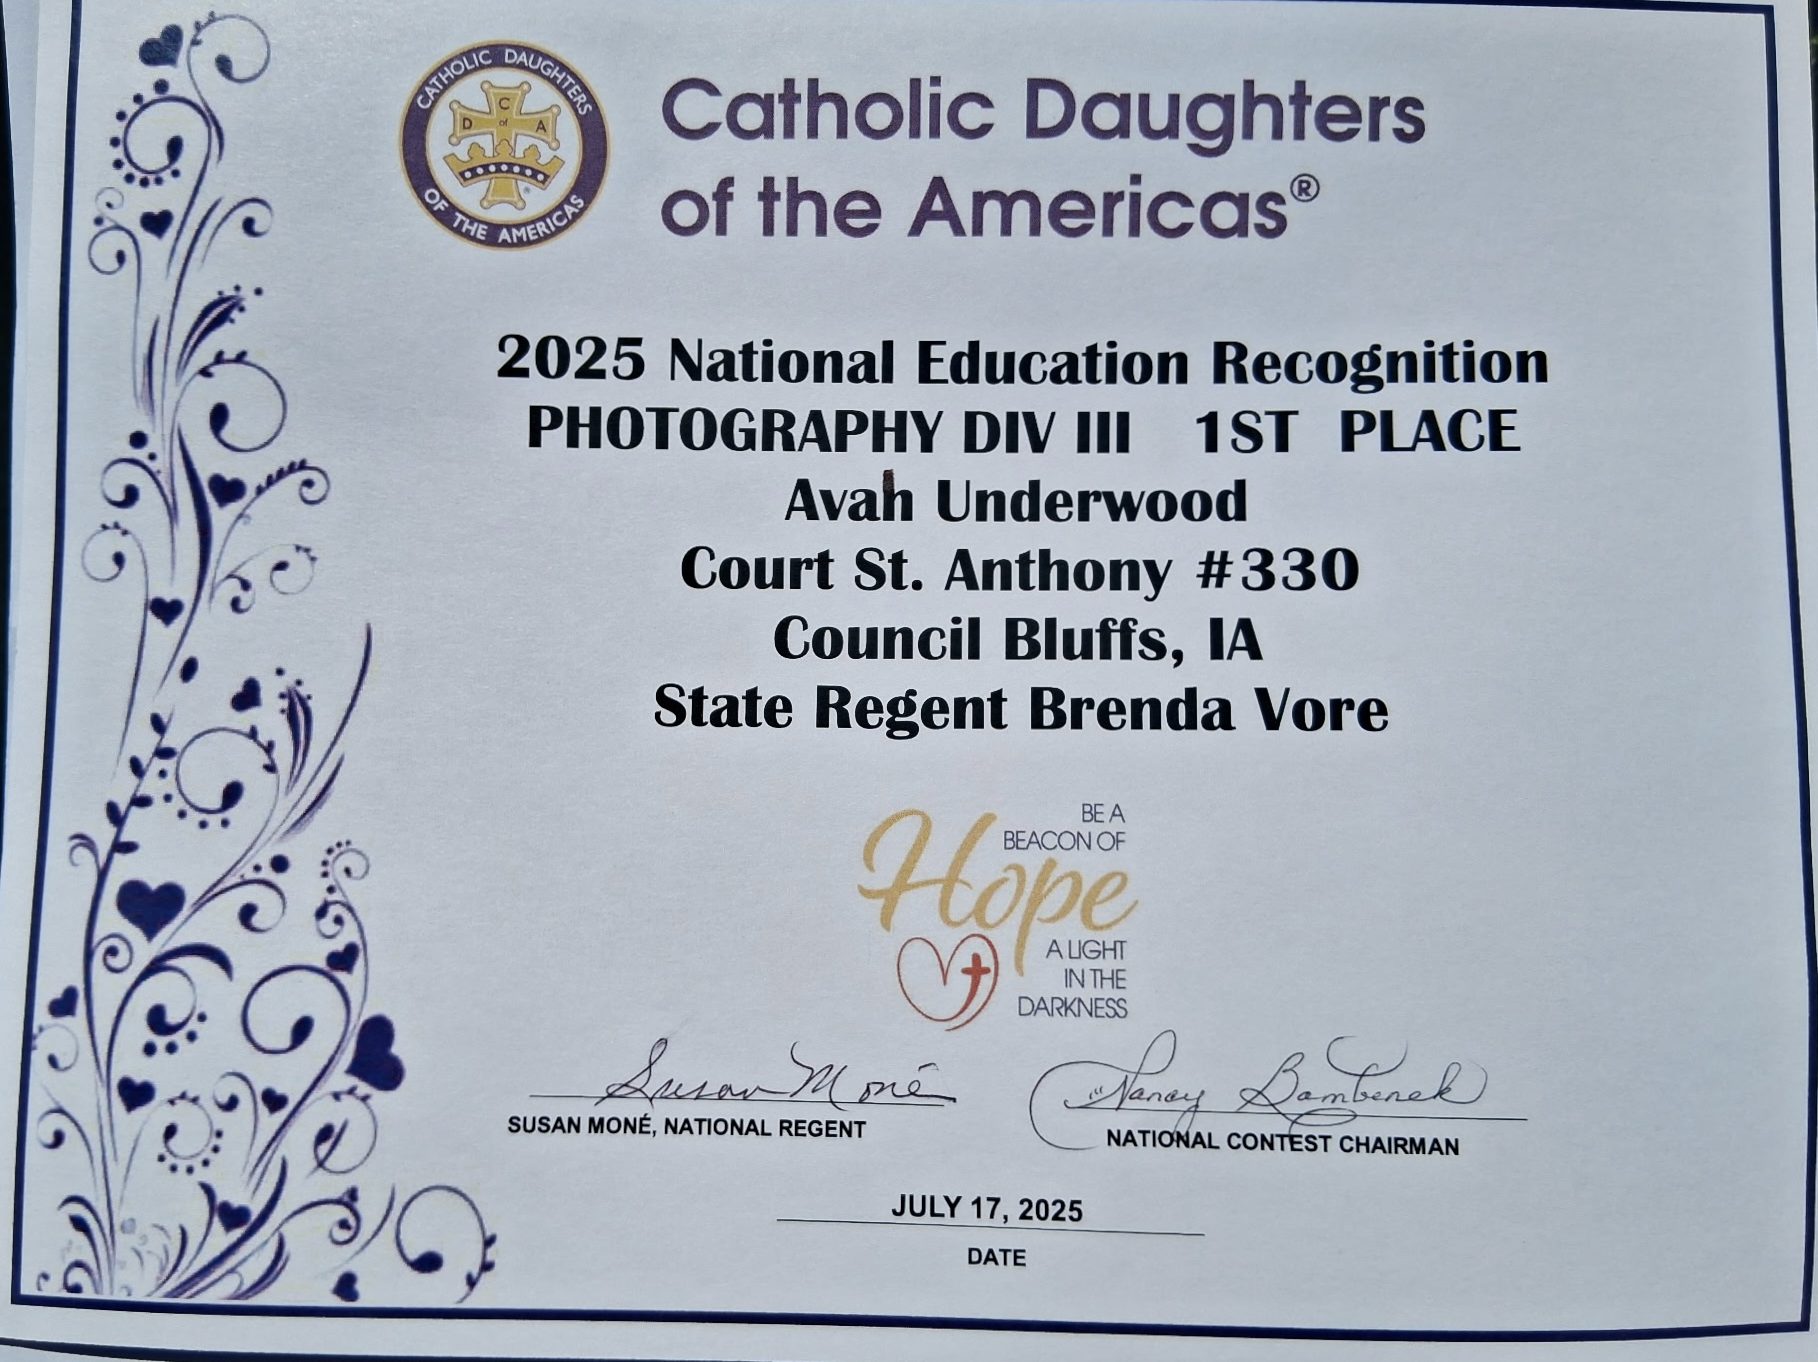 CATHOLIC DAUGHTERS
OF THE AMERICAS
C
D of A
®
Catholic Daughters
of the Americas®
2025 National Education Recognition
PHOTOGRAPHY DIV III 1ST PLACE
Avah Underwood
Court St. Anthony #330
Council Bluffs, IA
State Regent Brenda Vore
BE A
BEACON OF
Hope
A LIGHT
IN THE
DARKNESS
Susan Moné
SUSAN MONÉ, NATIONAL REGENT
Nancy Bambenek
NATIONAL CONTEST CHAIRMAN
JULY 17, 2025
DATE